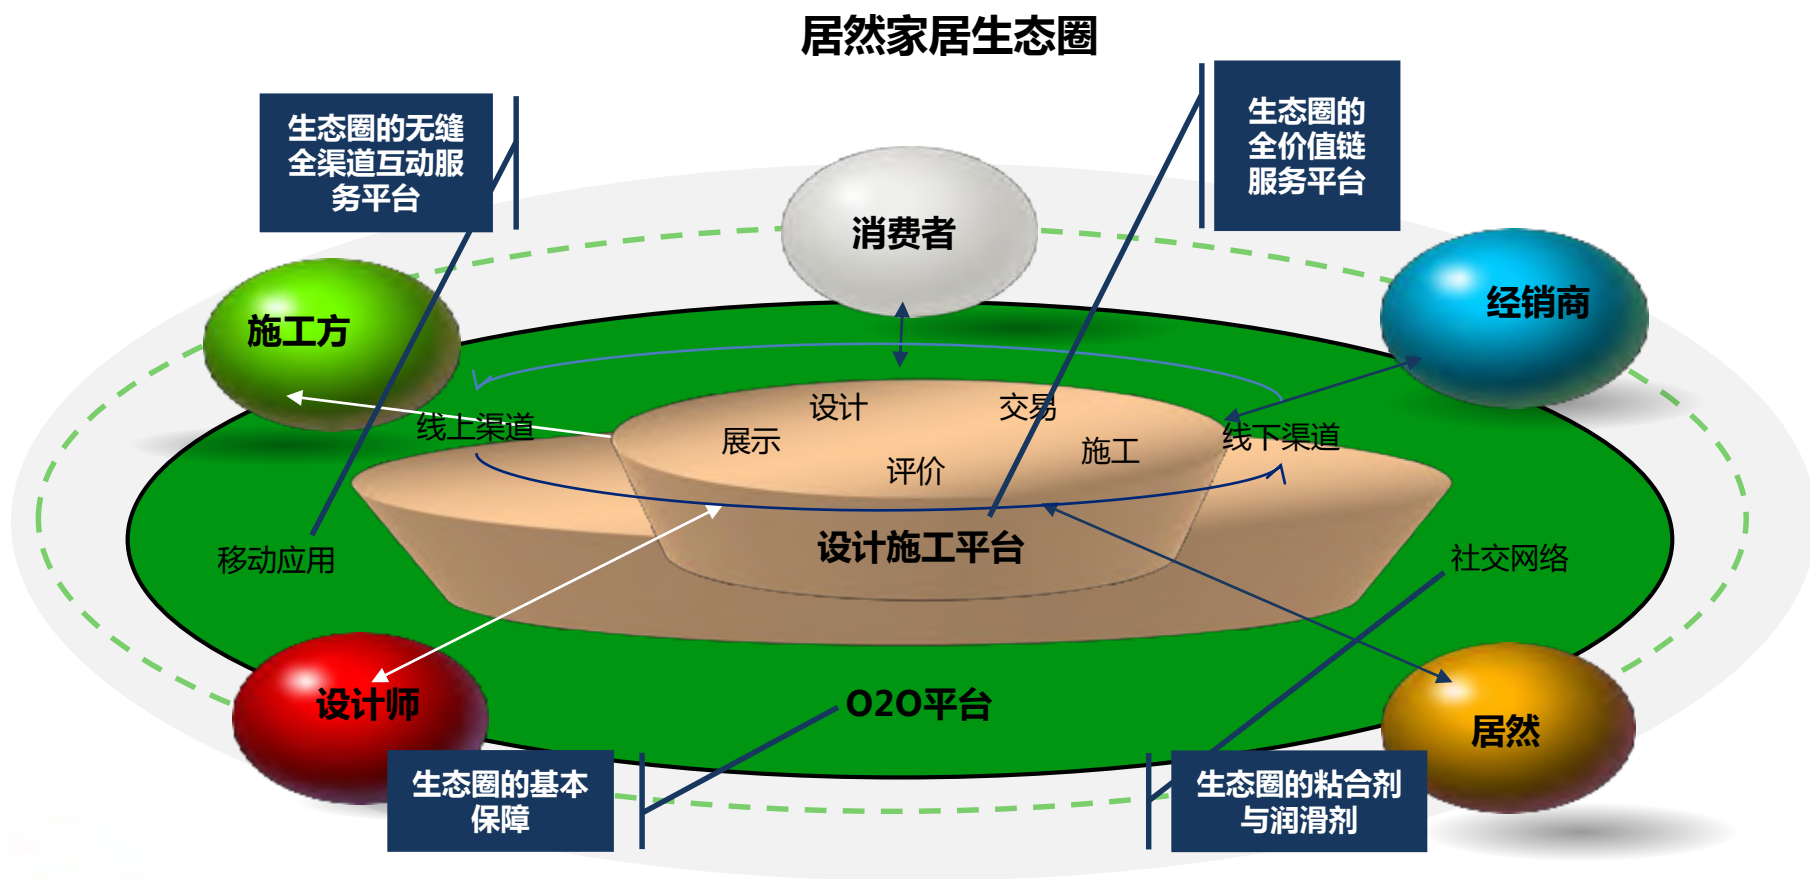 居然家居生态圈
生态圈的无缝
全渠道互动服
务平台
生态圈的
全价值链
服务平台
消费者
施工方
经销商
设计
交易
线上渠道
展示
施工
线下渠道
评价
设计施工平台
移动应用
社交网络
设计师
O2O平台
居然
生态圈的基本
保障
生态圈的粘合剂
与润滑剂